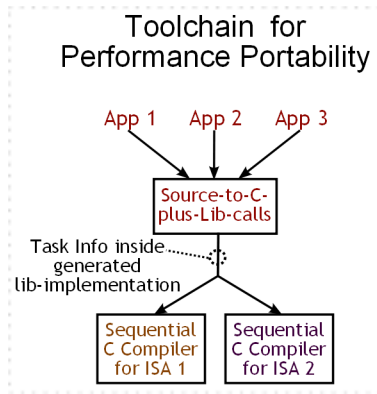 Toolchain for
Performance Portability
App 1 App 2 App 3
Source-to-C-
plus-Lib-calls
Task Info inside
generated
lib-implementation
Sequential
C Compiler
for ISA 1
Sequential
C Compiler
for ISA 2